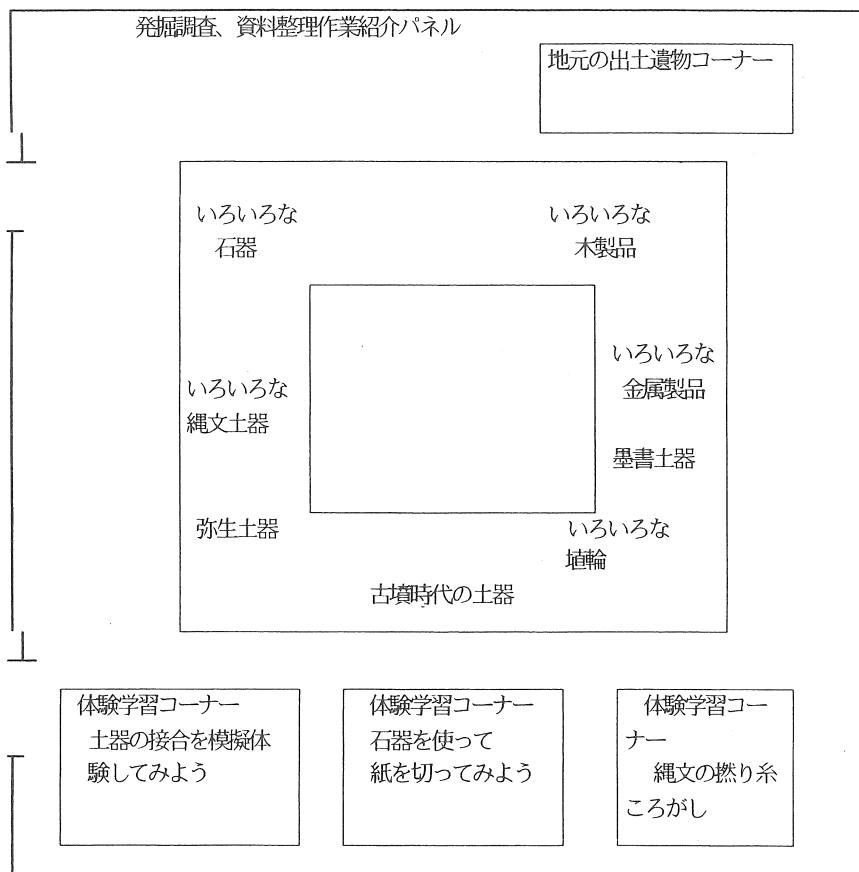 発掘調査、資料整理作業紹介パネル
地元の出土遺物コーナー
いろいろな
石器
いろいろな
木製品
いろいろな
金属製品
いろいろな
縄文土器
墨書土器
弥生土器
いろいろな
埴輪
古墳時代の土器
体験学習コーナー
土器の接合を模擬体
験してみよう
体験学習コーナー
石器を使って
紙を切ってみよう
体験学習コー
ナー
縄文の撚り糸
ころがし